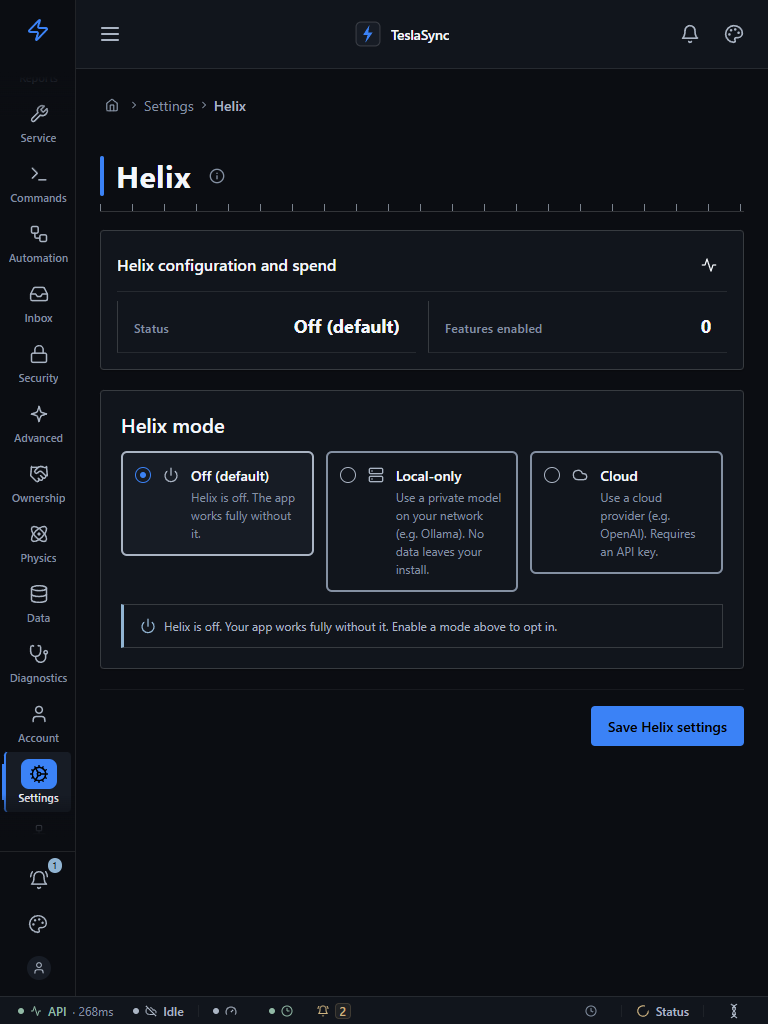 TeslaSync
Service
Commands
Automation
Inbox
Security
Advanced
Ownership
Physics
Data
Diagnostics
Account
Settings
1
Settings > Helix
Helix
Helix configuration and spend
Status
Off (default)
Features enabled
0
Helix mode
Off (default)
Helix is off. The app
works fully without
it.
Local-only
Use a private model
on your network
(e.g. Ollama). No
data leaves your
install.
Cloud
Use a cloud
provider (e.g.
OpenAI). Requires
an API key.
Helix is off. Your app works fully without it. Enable a mode above to opt in.
Save Helix settings
API · 268ms
Idle
2
Status